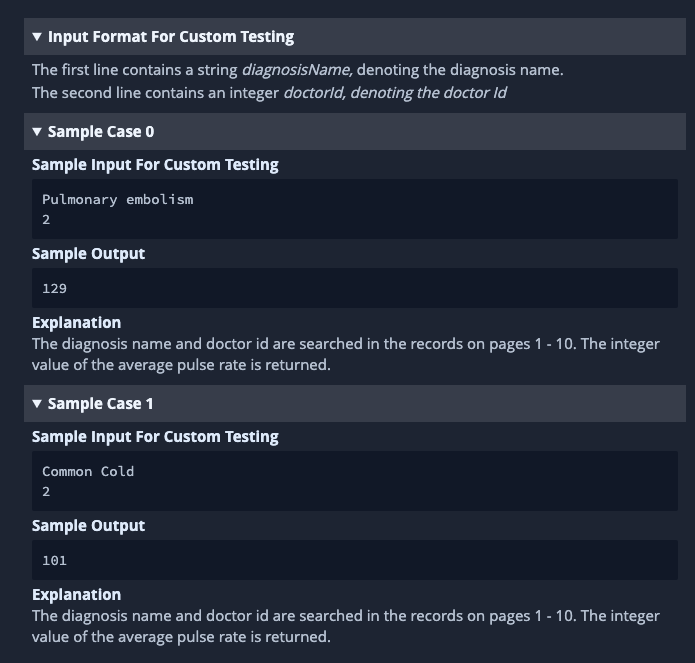 Input Format For Custom Testing
The first line contains a string diagnosisName, denoting the diagnosis name.
The second line contains an integer doctorId, denoting the doctor Id
Sample Case 0
Sample Input For Custom Testing
Pulmonary embolism
2
Sample Output
129
Explanation
The diagnosis name and doctor id are searched in the records on pages 1 - 10. The integer
value of the average pulse rate is returned.
Sample Case 1
Sample Input For Custom Testing
Common Cold
2
Sample Output
101
Explanation
The diagnosis name and doctor id are searched in the records on pages 1 - 10. The integer
value of the average pulse rate is returned.